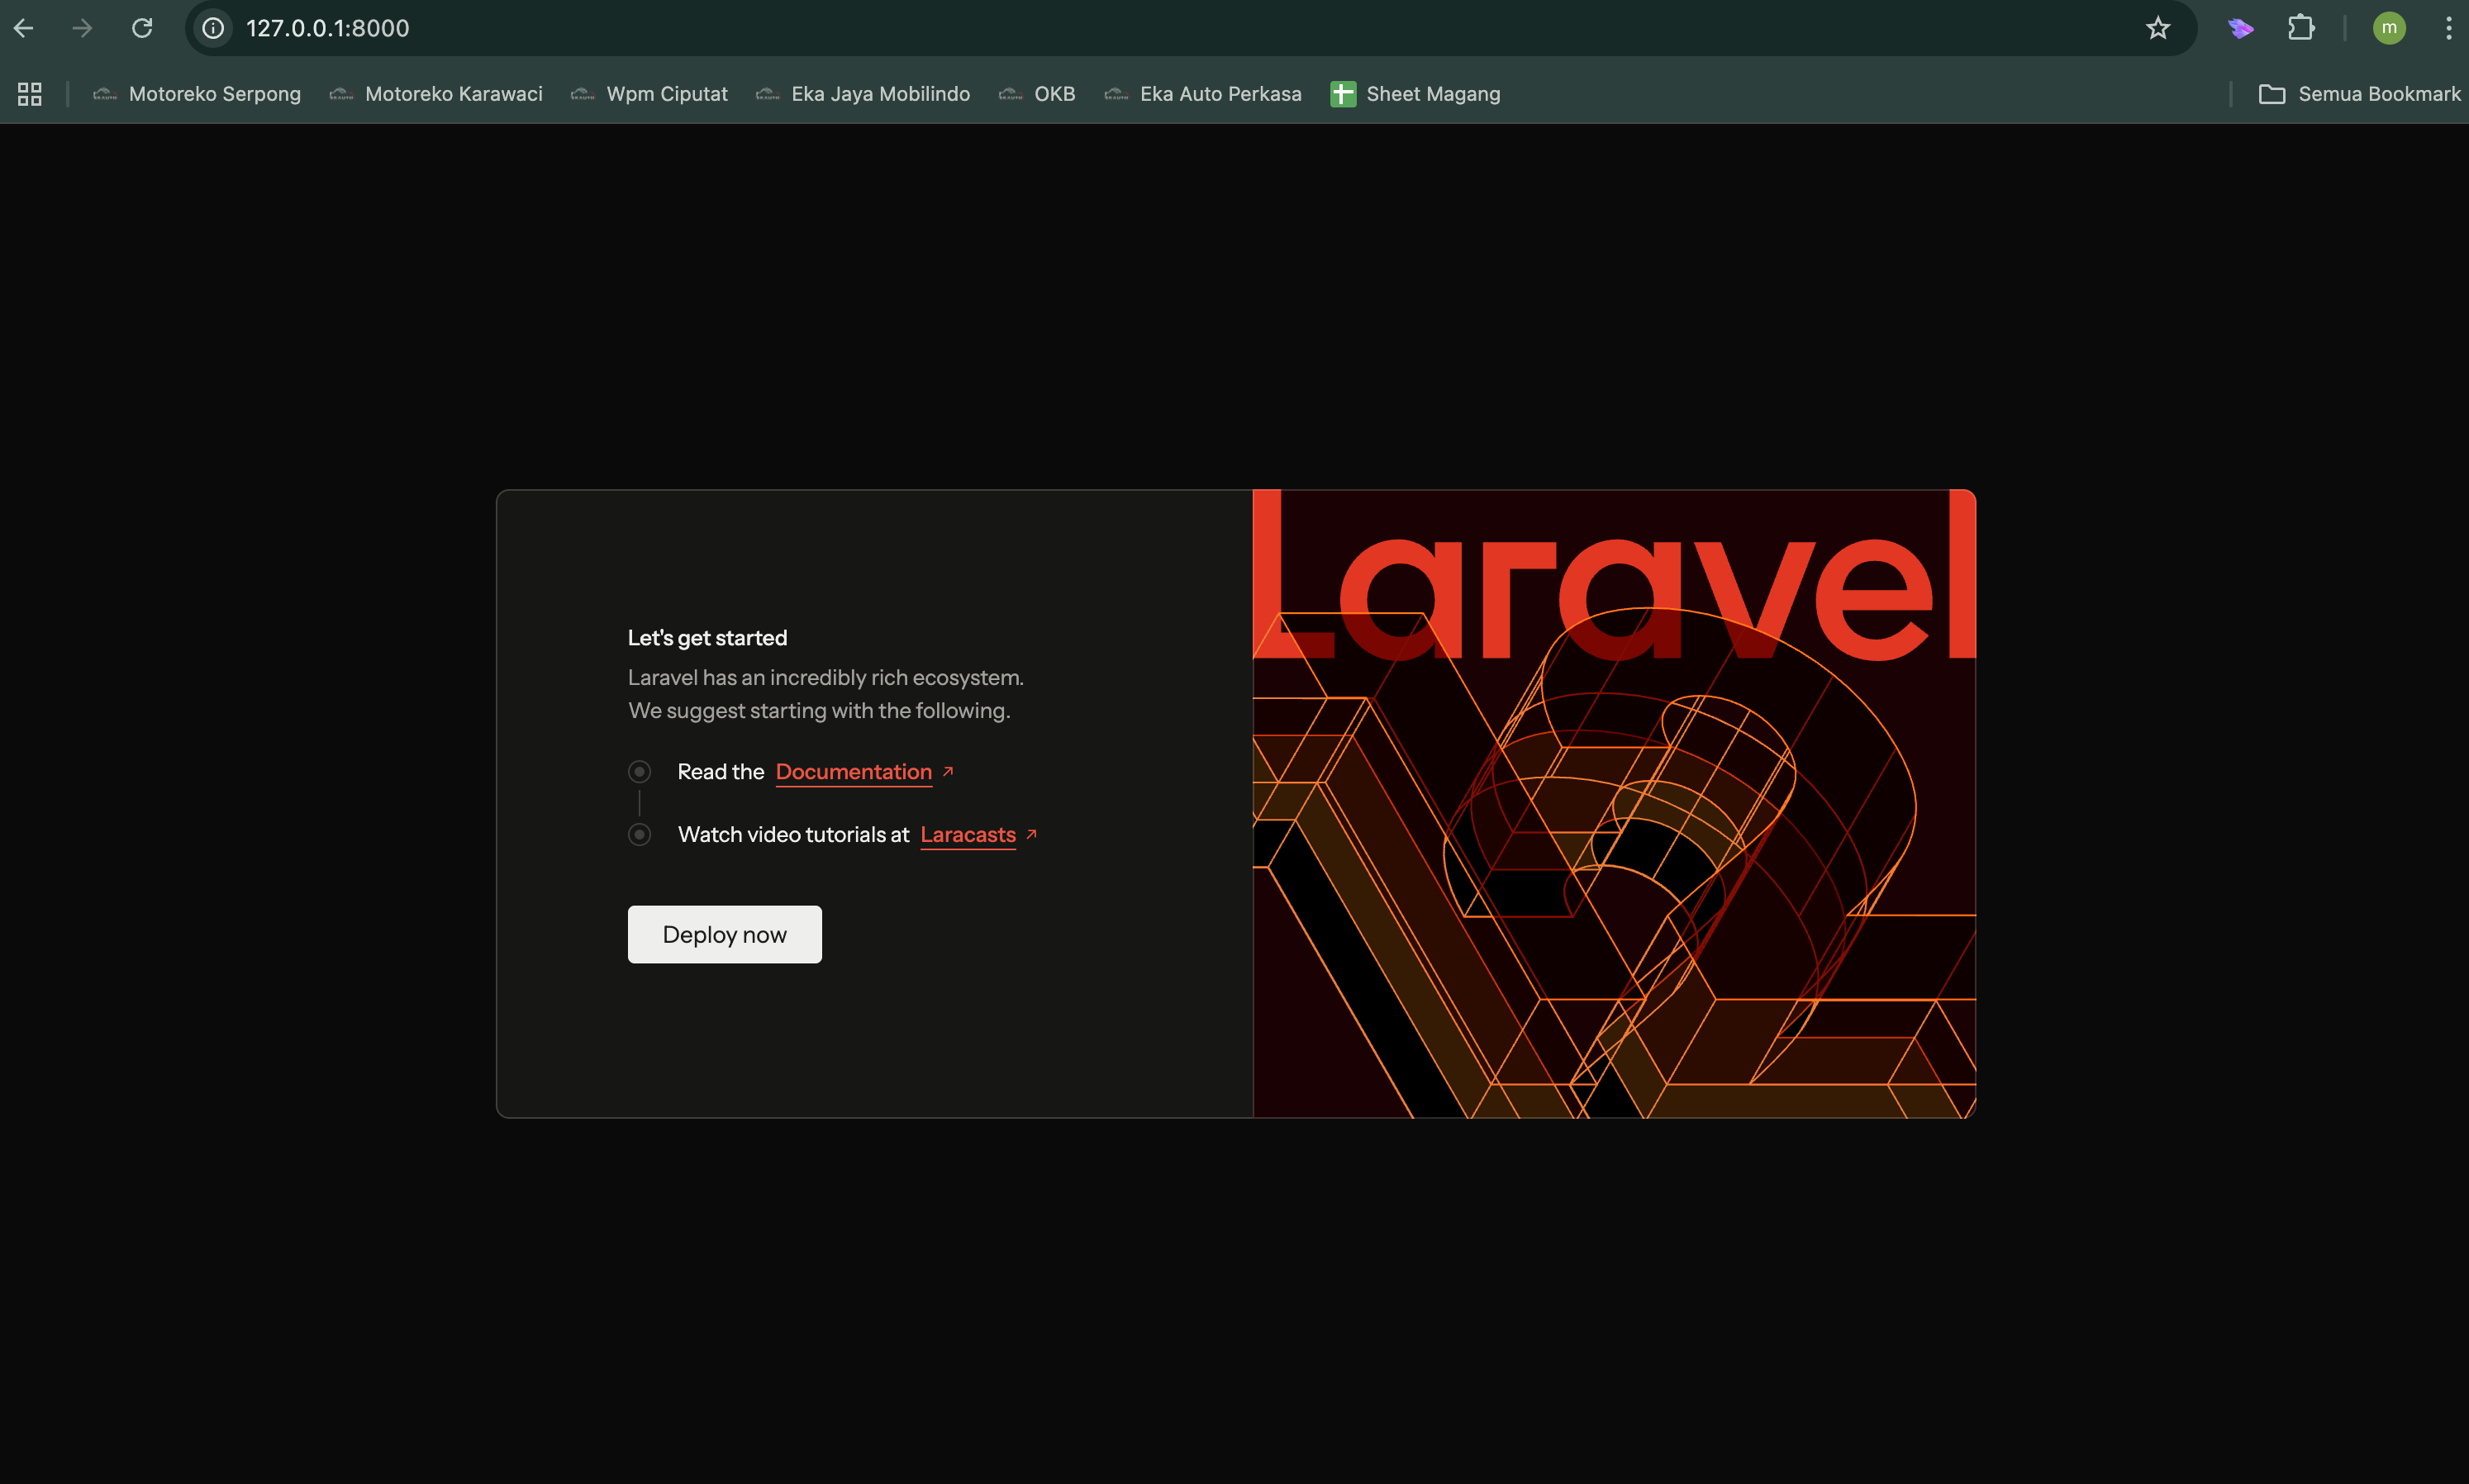 127.0.0.1:8000
m
Motoreko Serpong
Motoreko Karawaci
Wpm Ciputat
Eka Jaya Mobilindo
OKB
Eka Auto Perkasa
Sheet Magang
Semua Bookmark
Let's get started
Laravel has an incredibly rich ecosystem.
We suggest starting with the following.
Read the Documentation
Watch video tutorials at Laracasts
Deploy now
Laravel